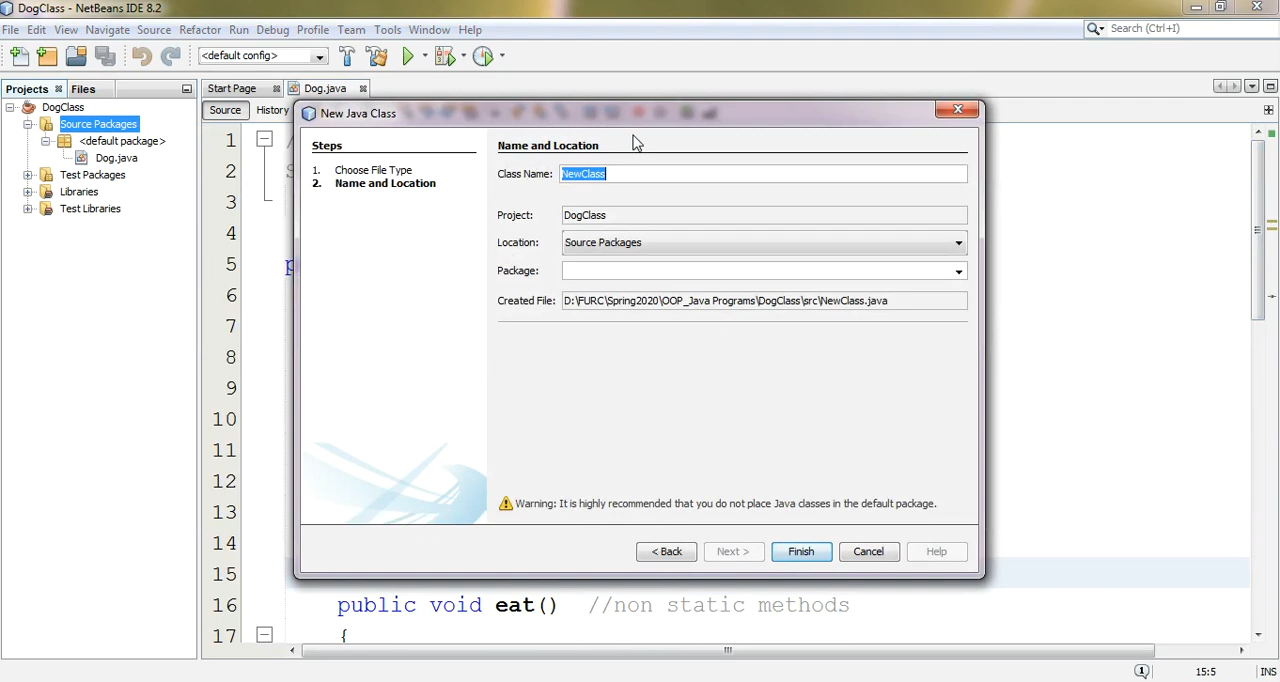 DogClass - NetBeans IDE 8.2
File Edit View Navigate Source Refactor Run Debug Profile Team Tools Window Help
Search (Ctrl+I)
<default config>
Projects Files
Start Page Dog.java
DogClass
Source History
Source Packages
<default package>
Dog.java
Test Packages
Libraries
Test Libraries
New Java Class
Steps
1. Choose File Type
2. Name and Location
Name and Location
Class Name: NewClass
Project: DogClass
Location: Source Packages
Package:
Created File: D:\FURC\Spring2020\OOP_Java Programs\DogClass\src\NewClass.java
Warning: It is highly recommended that you do not place Java classes in the default package.
< Back Next > Finish Cancel Help
1
2
3
4
5
6
7
8
9
10
11
12
13
14
15
16 public void eat() //non static methods
17 {
1 15:5 INS